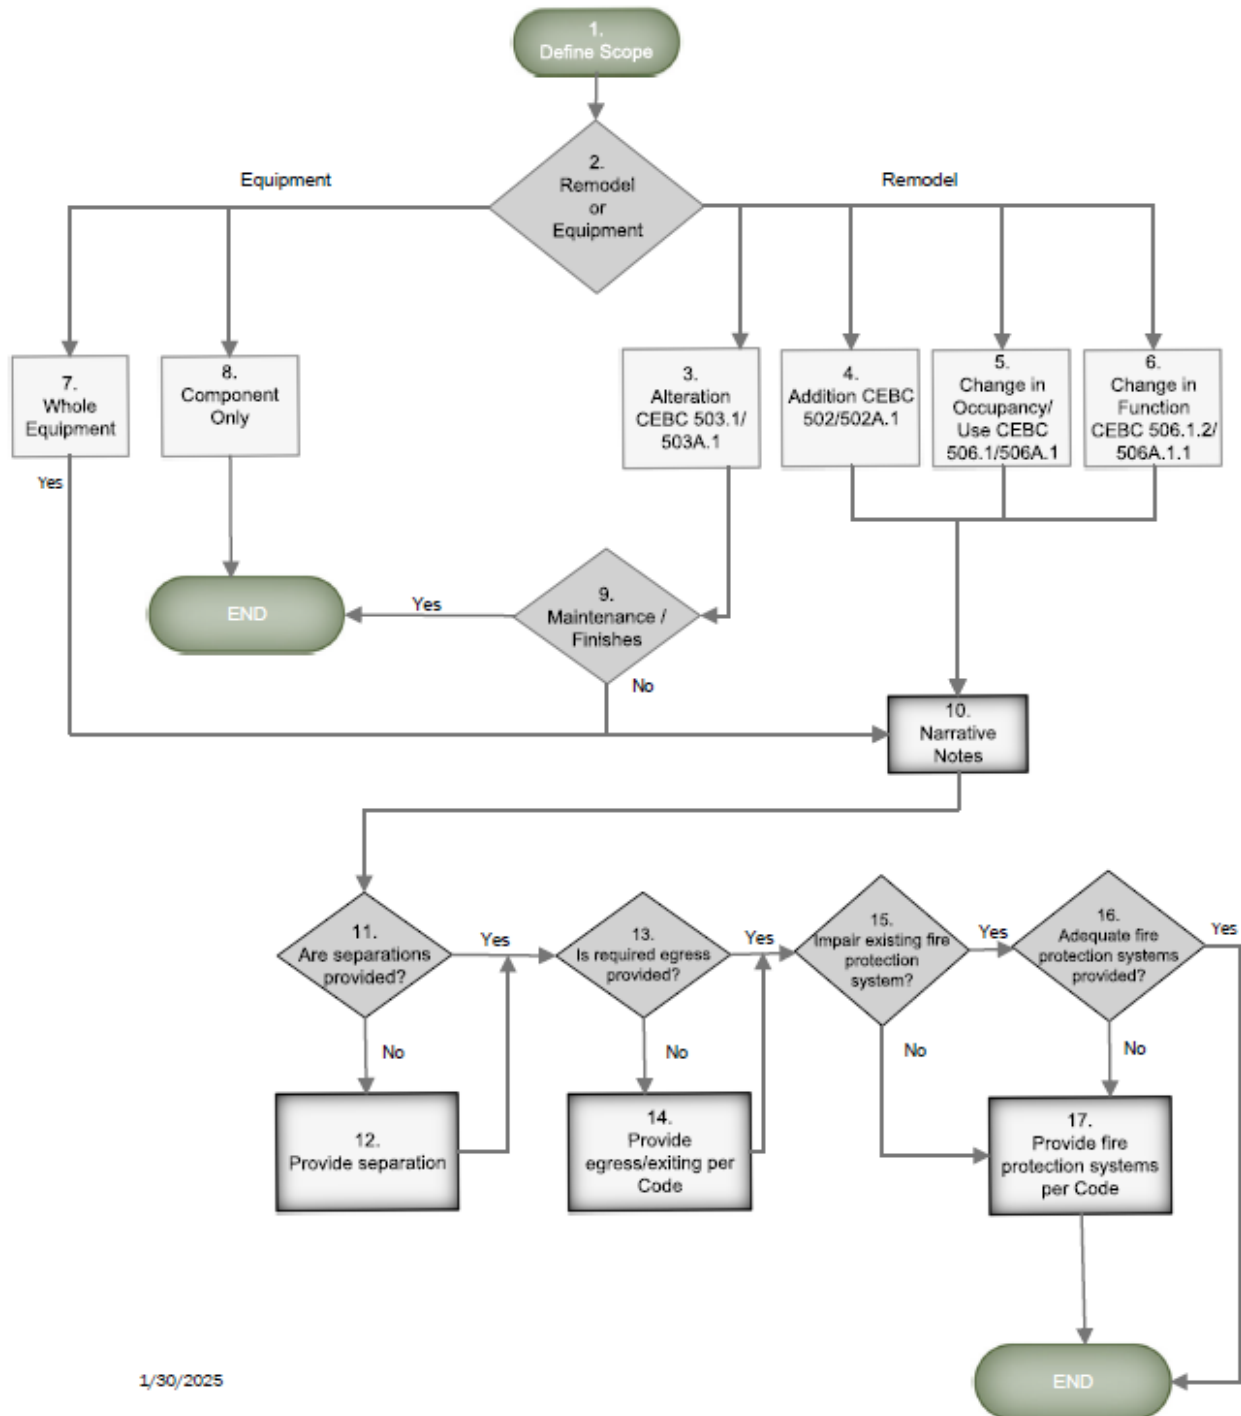 1.
Define Scope
2.
Remodel
or
Equipment
Equipment
Remodel
7.
Whole
Equipment
8.
Component
Only
3.
Alteration
CEBC 503.1/
503A.1
4.
Addition CEBC
502/502A.1
5.
Change in
Occupancy/
Use CEBC
506.1/506A.1
6.
Change in
Function
CEBC 506.1.2/
506A.1.1
Yes
9.
Maintenance /
Finishes
Yes
END
No
10.
Narrative
Notes
11.
Are separations
provided?
Yes
No
12.
Provide separation
13.
Is required egress
provided?
Yes
No
14.
Provide
egress/exiting per
Code
15.
Impair existing fire
protection
system?
Yes
No
16.
Adequate fire
protection systems
provided?
Yes
No
17.
Provide fire
protection systems
per Code
END
1/30/2025